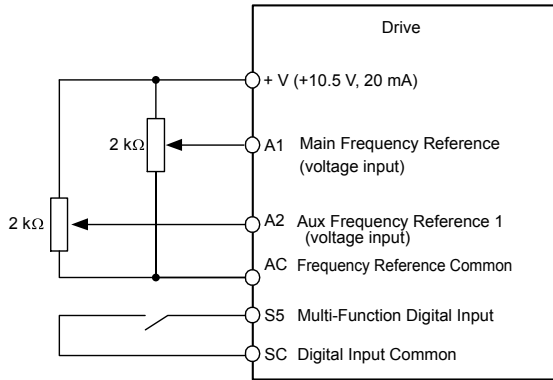 Drive
+ V (+10.5 V, 20 mA)
2 kΩ
A1 Main Frequency Reference
(voltage input)
2 kΩ
A2 Aux Frequency Reference 1
(voltage input)
AC Frequency Reference Common
S5 Multi-Function Digital Input
SC Digital Input Common